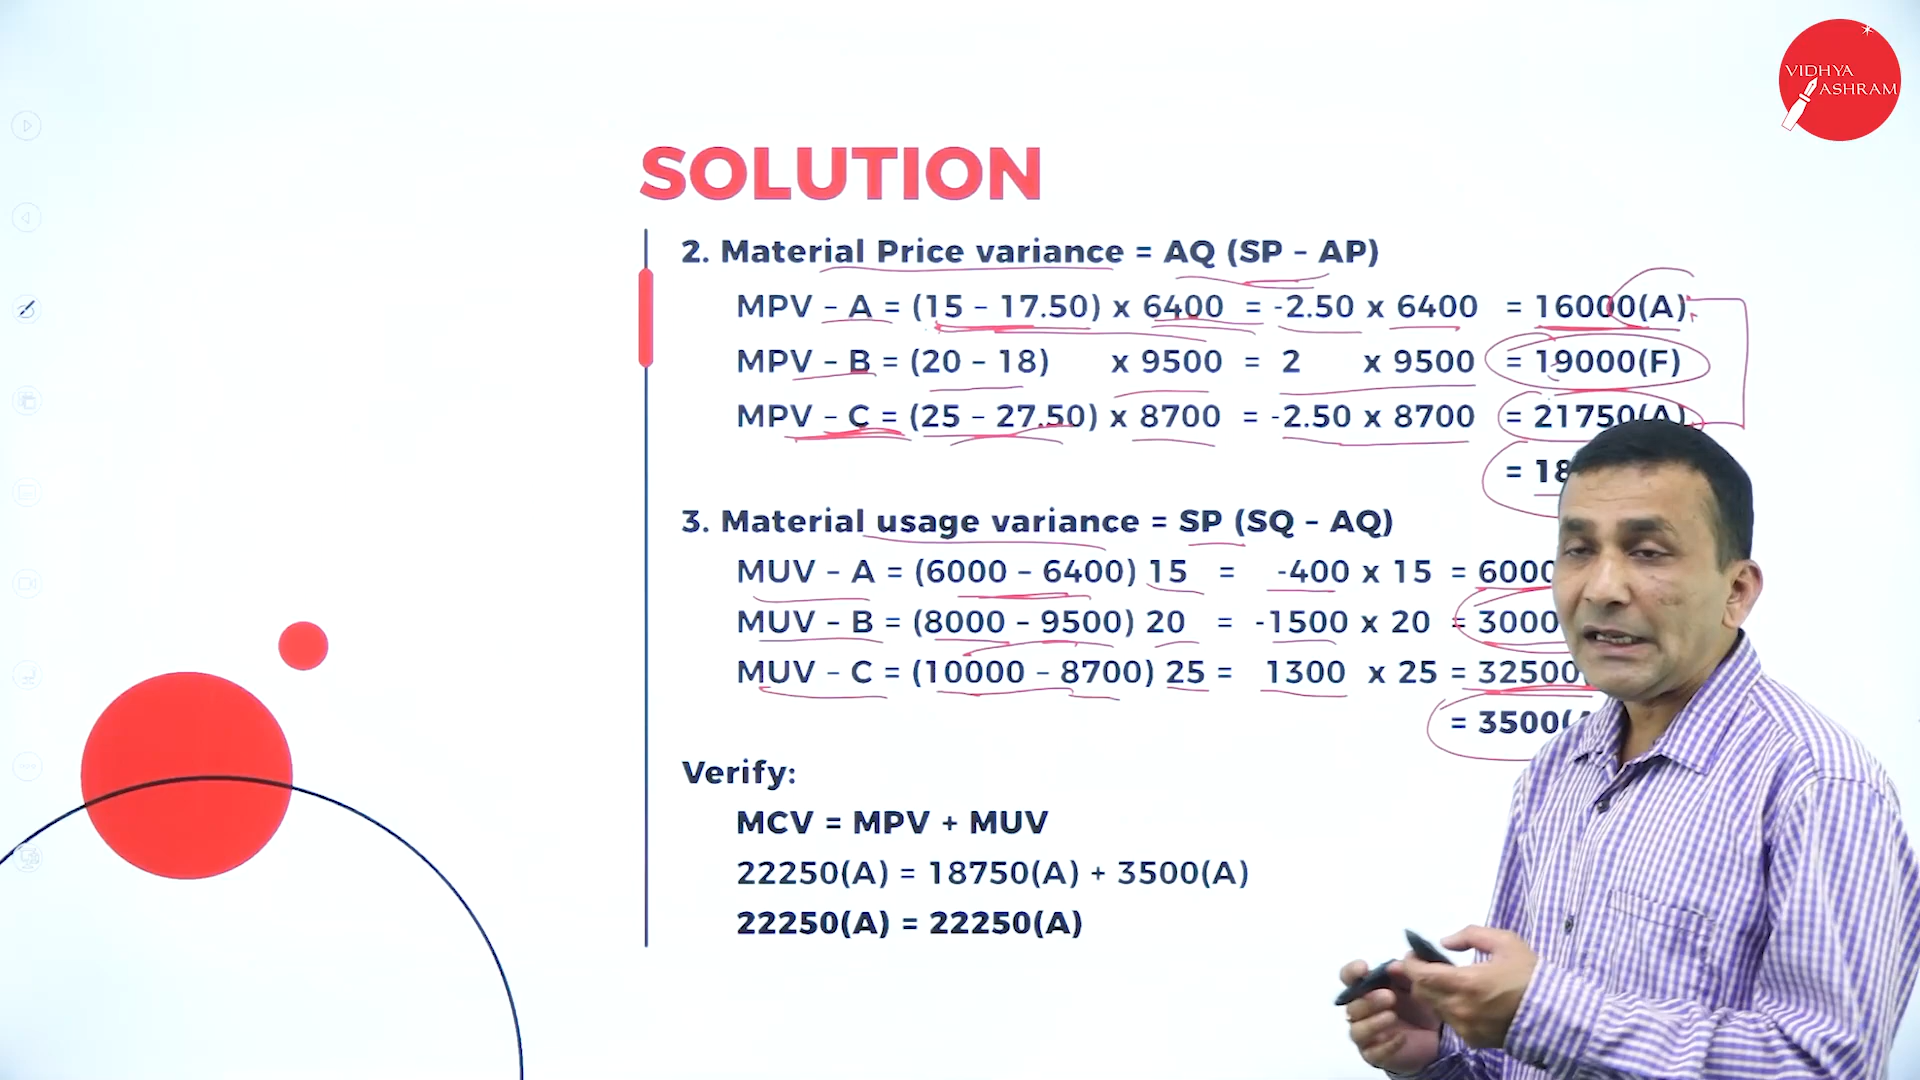 VIDHYA
ASHRAM
SOLUTION
2. Material Price variance = AQ (SP – AP)
MPV – A = (15 – 17.50) x 6400 = -2.50 x 6400 = 16000(A)
MPV – B = (20 – 18) x 9500 = 2 x 9500 = 19000(F)
MPV – C = (25 – 27.50) x 8700 = -2.50 x 8700 = 21750(A)
= 18
3. Material usage variance = SP (SQ – AQ)
MUV – A = (6000 – 6400) 15 = -400 x 15 = 6000
MUV – B = (8000 – 9500) 20 = -1500 x 20 = 3000
MUV – C = (10000 – 8700) 25 = 1300 x 25 = 32500
= 3500(A
Verify:
MCV = MPV + MUV
22250(A) = 18750(A) + 3500(A)
22250(A) = 22250(A)